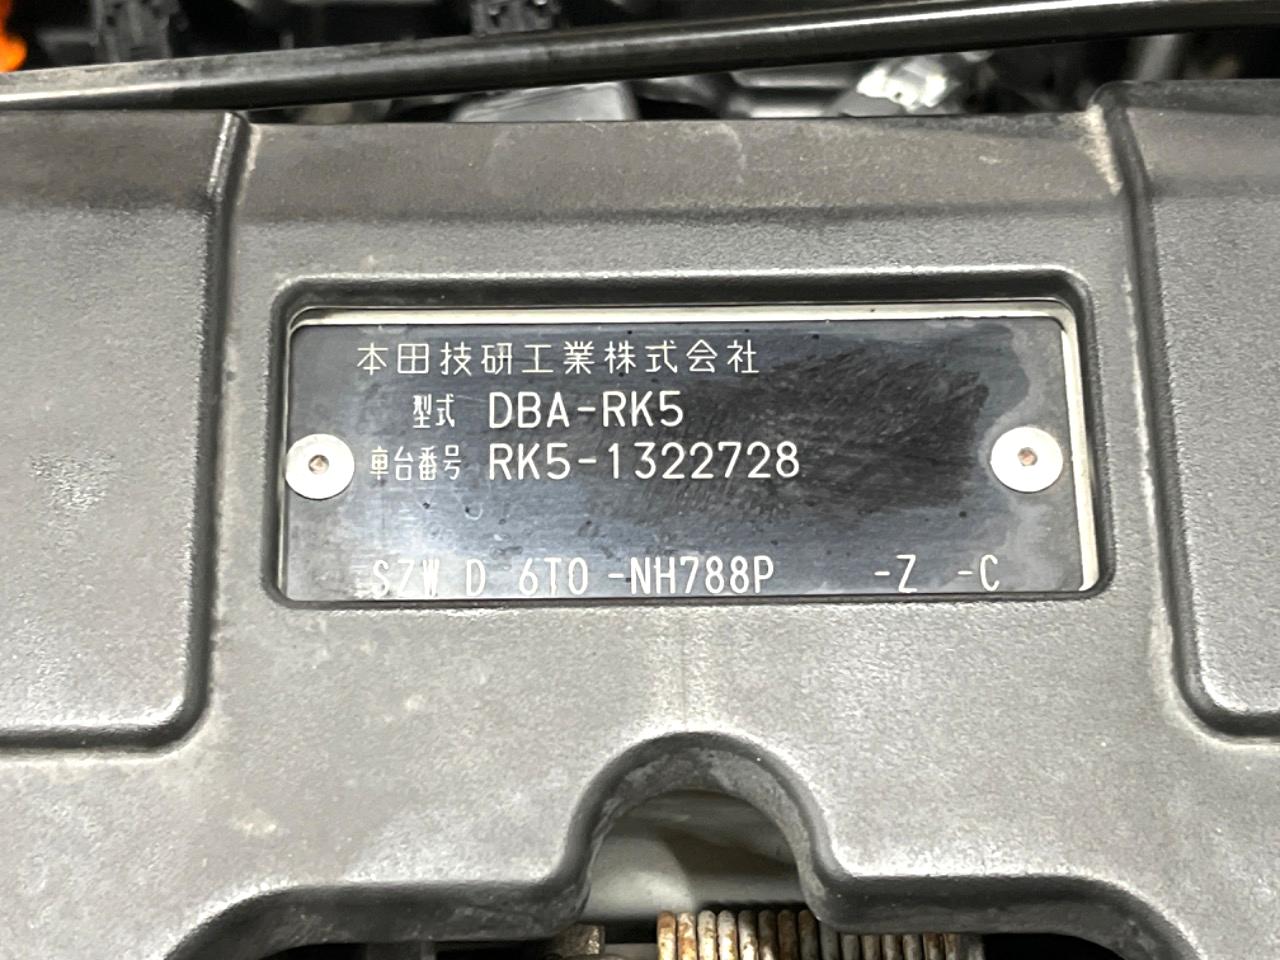 本田技研工業株式会社
型式 DBA-RK5
車台番号 RK5-1322728
SZW D 6T0 -NH788P -Z -C